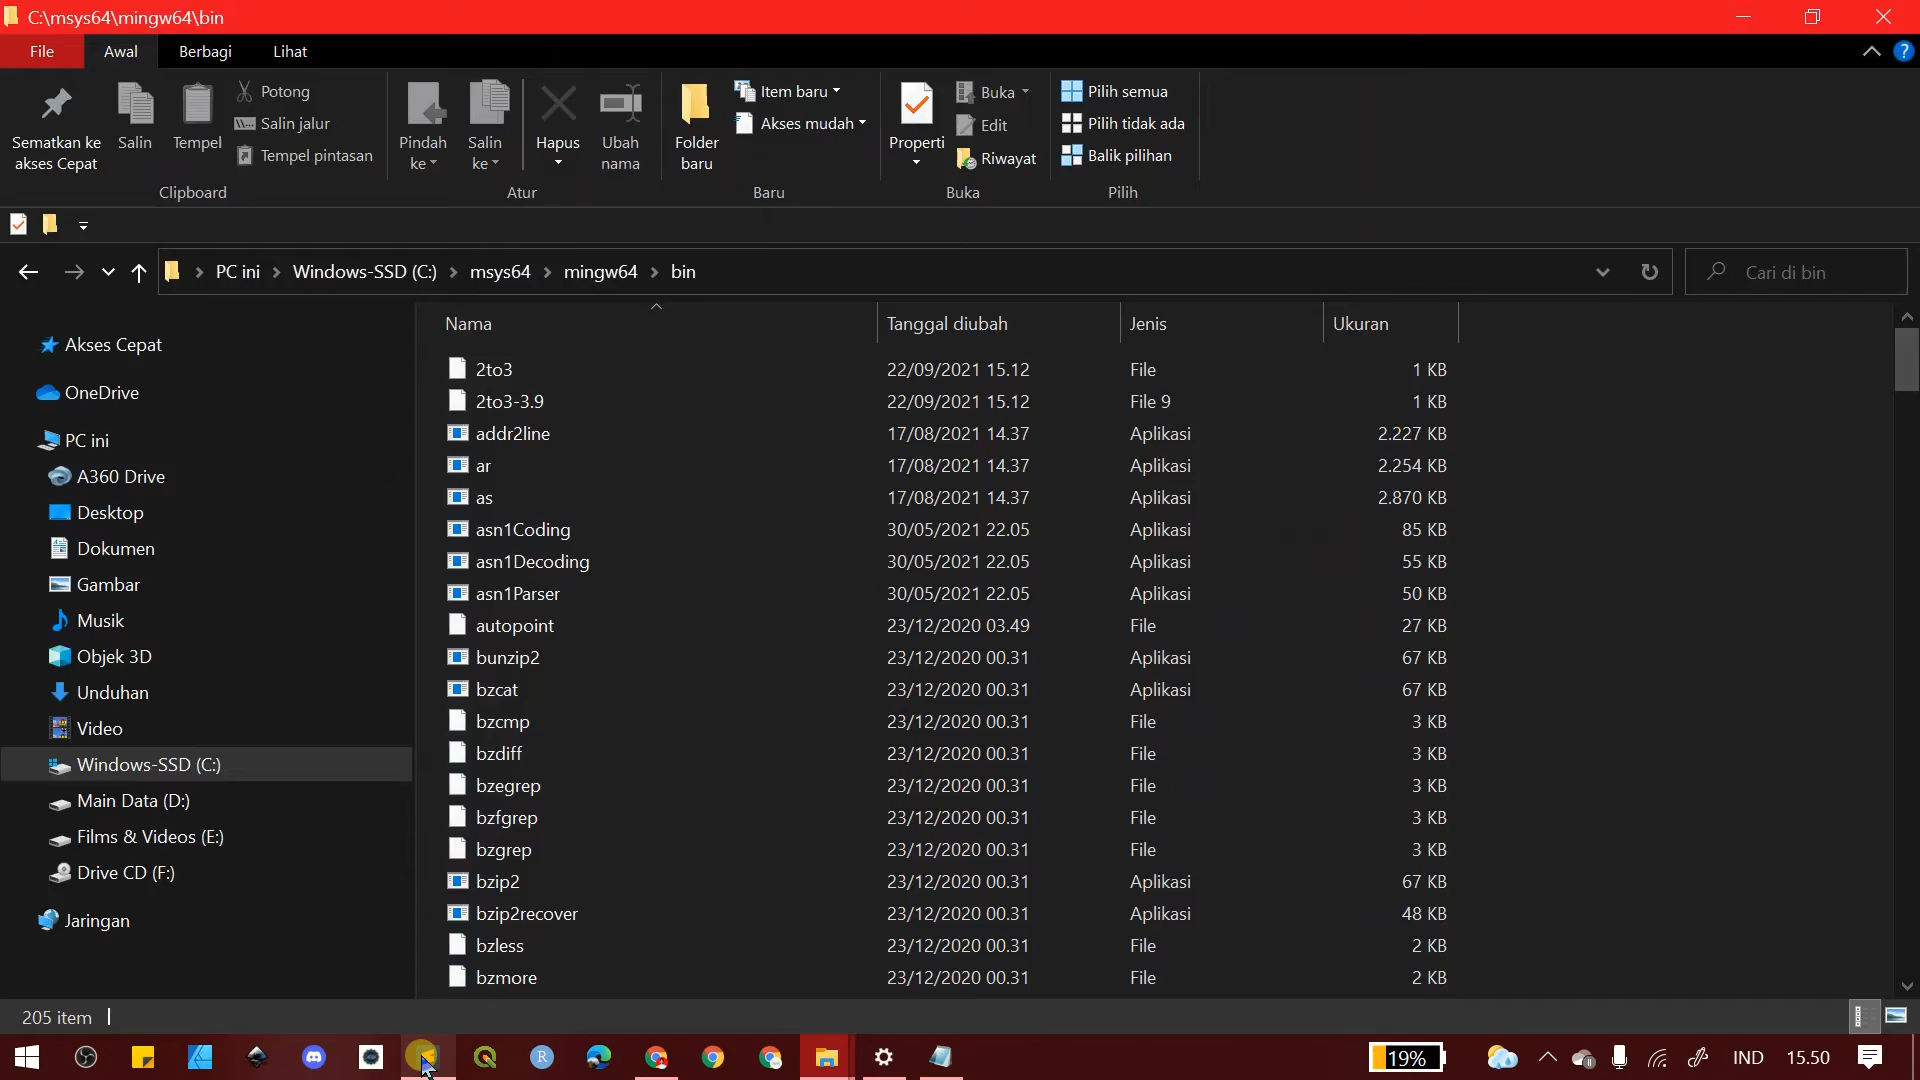 C:\msys64\mingw64\bin
File Awal Berbagi Lihat
?
Sematkan ke akses Cepat
Salin
Tempel
Potong
Salin jalur
Tempel pintasan
Clipboard
Pindah ke
Salin ke
Hapus
Ubah nama
Atur
Folder baru
Item baru
Akses mudah
Baru
Properti
Buka
Edit
Riwayat
Buka
Pilih semua
Pilih tidak ada
Balik pilihan
Pilih
PC ini Windows-SSD (C:) msys64 mingw64 bin
Cari di bin
Akses Cepat
OneDrive
PC ini
A360 Drive
Desktop
Dokumen
Gambar
Musik
Objek 3D
Unduhan
Video
Windows-SSD (C:)
Main Data (D:)
Films & Videos (E:)
Drive CD (F:)
Jaringan
Nama Tanggal diubah Jenis Ukuran
2to3 22/09/2021 15.12 File 1 KB
2to3-3.9 22/09/2021 15.12 File 9 1 KB
addr2line 17/08/2021 14.37 Aplikasi 2.227 KB
ar 17/08/2021 14.37 Aplikasi 2.254 KB
as 17/08/2021 14.37 Aplikasi 2.870 KB
asn1Coding 30/05/2021 22.05 Aplikasi 85 KB
asn1Decoding 30/05/2021 22.05 Aplikasi 55 KB
asn1Parser 30/05/2021 22.05 Aplikasi 50 KB
autopoint 23/12/2020 03.49 File 27 KB
bunzip2 23/12/2020 00.31 Aplikasi 67 KB
bzcat 23/12/2020 00.31 Aplikasi 67 KB
bzcmp 23/12/2020 00.31 File 3 KB
bzdiff 23/12/2020 00.31 File 3 KB
bzegrep 23/12/2020 00.31 File 3 KB
bzfgrep 23/12/2020 00.31 File 3 KB
bzgrep 23/12/2020 00.31 File 3 KB
bzip2 23/12/2020 00.31 Aplikasi 67 KB
bzip2recover 23/12/2020 00.31 Aplikasi 48 KB
bzless 23/12/2020 00.31 File 2 KB
bzmore 23/12/2020 00.31 File 2 KB
205 item
R
19%
IND
15.50